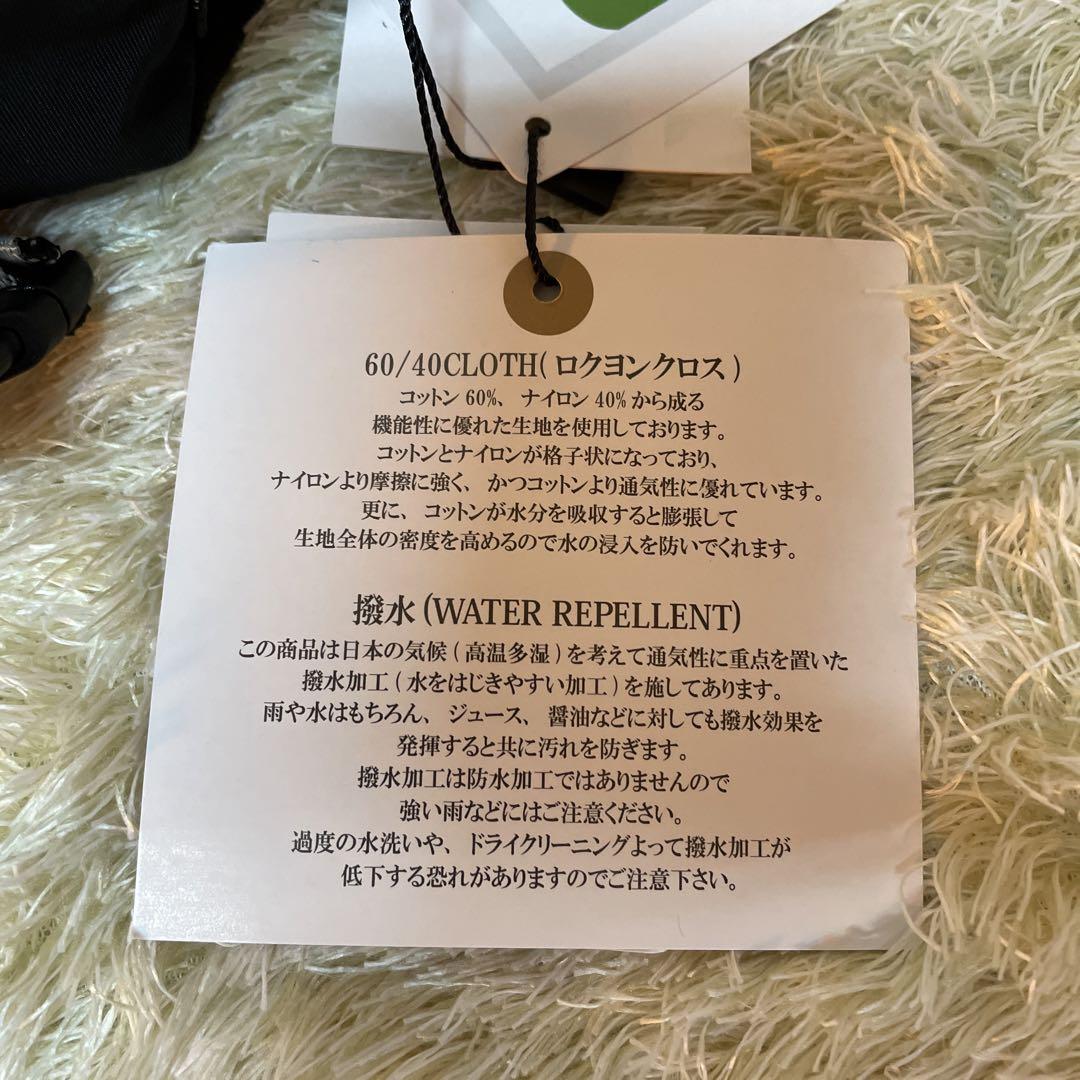 60/40CLOTH(ロクヨンクロス)
コットン 60%、ナイロン 40% から成る
機能性に優れた生地を使用しております。
コットンとナイロンが格子状になっており、
ナイロンより摩擦に強く、かつコットンより通気性に優れています。
更に、コットンが水分を吸収すると膨張して
生地全体の密度を高めるので水の浸入を防いでくれます。
撥水(WATER REPELLENT)
この商品は日本の気候(高温多湿)を考えて通気性に重点を置いた
撥水加工(水をはじきやすい加工)を施してあります。
雨や水はもちろん、ジュース、醤油などに対しても撥水効果を
発揮すると共に汚れを防ぎます。
撥水加工は防水加工ではありませんので
強い雨などにはご注意ください。
過度の水洗いや、ドライクリーニングよって撥水加工が
低下する恐れがありますのでご注意下さい。